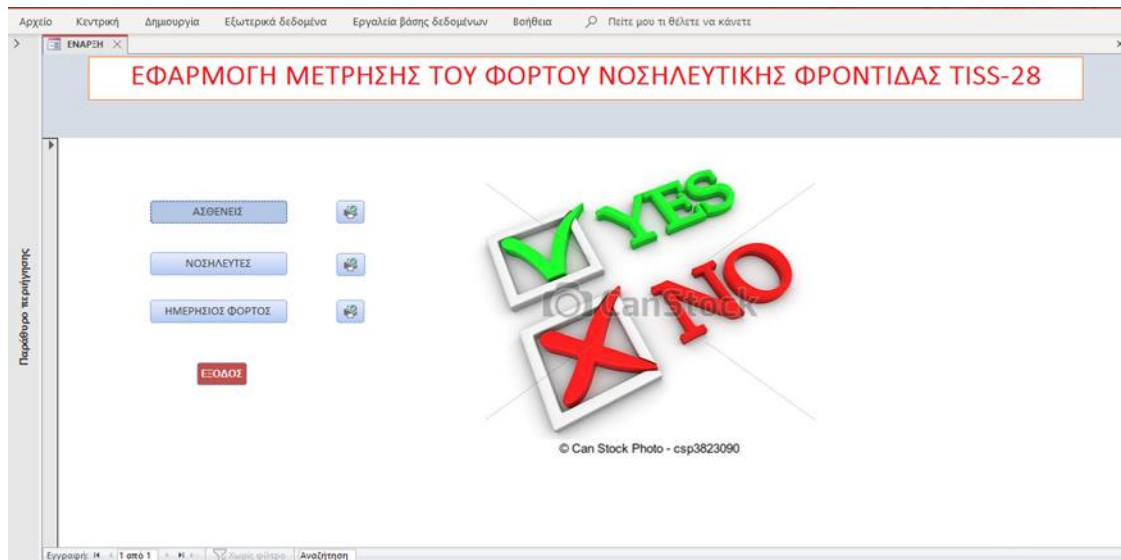 Αρχείο Κεντρική Δημιουργία Εξωτερικά δεδομένα Εργαλεία βάσης δεδομένων Βοήθεια Πείτε μου τι θέλετε να κάνετε
ΕΝΑΡΞΗ
ΕΦΑΡΜΟΓΗ ΜΕΤΡΗΣΗΣ ΤΟΥ ΦΟΡΤΟΥ ΝΟΣΗΛΕΥΤΙΚΗΣ ΦΡΟΝΤΙΔΑΣ TISS-28
ΑΣΘΕΝΕΙΣ
ΝΟΣΗΛΕΥΤΕΣ
ΗΜΕΡΗΣΙΟΣ ΦΟΡΤΟΣ
ΕΞΟΔΟΣ
YES
NO
CanStock
© Can Stock Photo - csp3823090
Παράθυρο περιήγησης
Εγγραφή: 1 από 1 Χωρίς φίλτρο Αναζήτηση